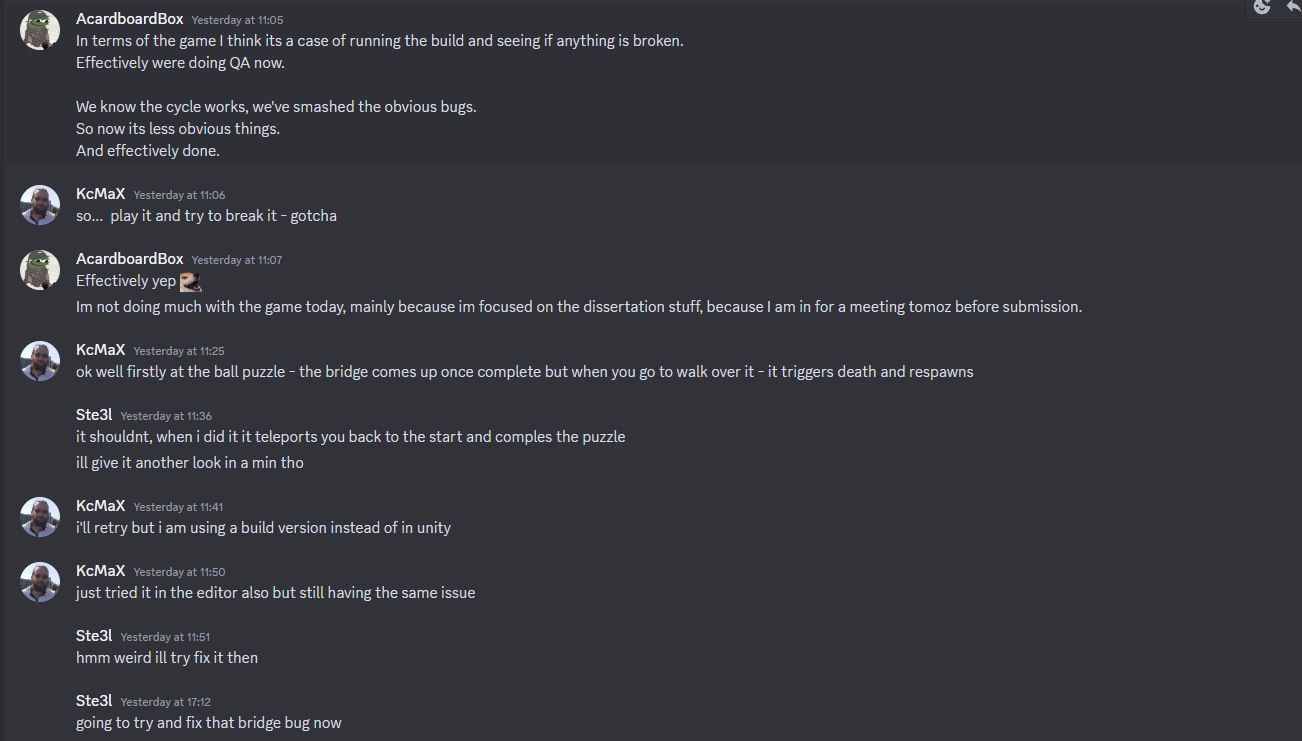 AcardboardBox Yesterday at 11:05
In terms of the game I think its a case of running the build and seeing if anything is broken.
Effectively were doing QA now.
We know the cycle works, we've smashed the obvious bugs.
So now its less obvious things.
And effectively done.
KcMaX Yesterday at 11:06
so... play it and try to break it - gotcha
AcardboardBox Yesterday at 11:07
Effectively yep
Im not doing much with the game today, mainly because im focused on the dissertation stuff, because I am in for a meeting tomoz before submission.
KcMaX Yesterday at 11:25
ok well firstly at the ball puzzle - the bridge comes up once complete but when you go to walk over it - it triggers death and respawns
Ste3l Yesterday at 11:36
it shouldnt, when i did it it teleports you back to the start and comples the puzzle
ill give it another look in a min tho
KcMaX Yesterday at 11:41
i'll retry but i am using a build version instead of in unity
KcMaX Yesterday at 11:50
just tried it in the editor also but still having the same issue
Ste3l Yesterday at 11:51
hmm weird ill try fix it then
Ste3l Yesterday at 17:12
going to try and fix that bridge bug now